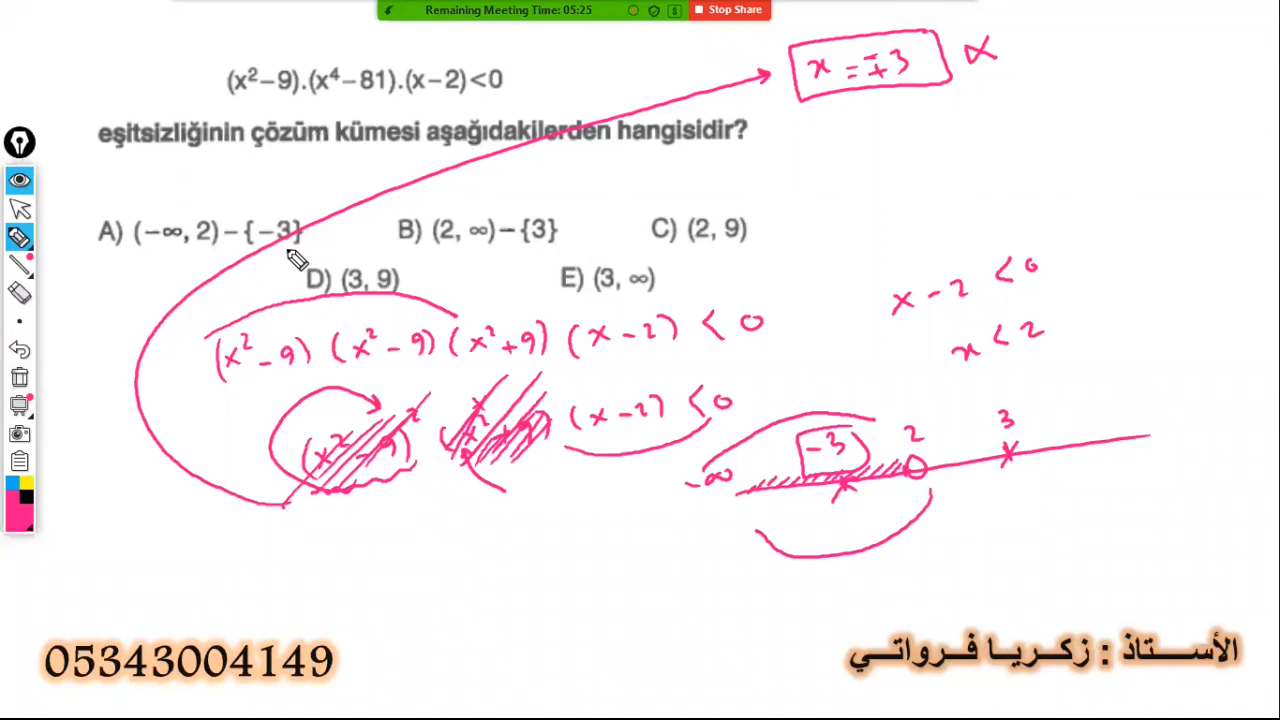 Remaining Meeting Time: 05:25 Stop Share
x = ∓3
(x²−9).(x⁴−81).(x−2)<0
eşitsizliğinin çözüm kümesi aşağıdakilerden hangisidir?
A) (−∞, 2)−{−3} B) (2, ∞)−{3} C) (2, 9)
D) (3, 9) E) (3, ∞)
x − 2 < 0
x < 2
(x² − 9) (x² − 9) (x² + 9) (x − 2) < 0
(x − 2) < 0
−∞ −3 2 3
05343004149
الأستاذ : زكريا فرواتي